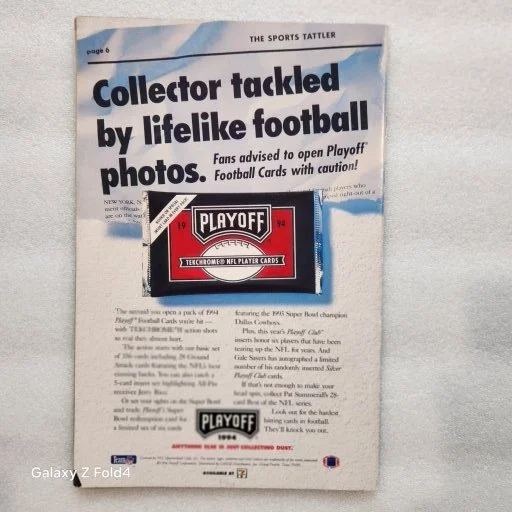 THE SPORTS TATTLER
page 6
Collector tackled
by lifelike football
photos.
Fans advised to open Playoff
Football Cards with caution!
NEW YORK, N
PLAYOFF
19 94
TEKCHROME® NFL PLAYER CARDS
The second you open a pack of 1994
Playoff Football Cards you're hit —
with TEKCHROME action shots
so real they almost hurt.
The action starts with our basic set
of 336 cards including 28 Ground
Attack cards featuring the NFL's best
running backs. You can also catch a
5-card insert set highlighting All-Pro
receiver Jerry Rice.
Or set your sights on the Super Bowl
and trade Playoff's Super
Bowl redemption card for
a limited set of six cards
featuring the 1993 Super Bowl champion
Dallas Cowboys.
Plus, this year's Playoff Club
inserts honor six players that have been
tearing up the NFL for years. And
Gale Sayers has autographed a limited
number of his randomly inserted Silver
Playoff Club cards.
If that's not enough to make your
head spin, collect Pat Summerall's 28-
card Best of the NFL series.
Look out for the hardest
hitting cards in football.
They'll knock you out.
PLAYOFF
1994
ANYTHING ELSE IS JUST COLLECTING DUST.
AVAILABLE AT
Galaxy Z Fold4